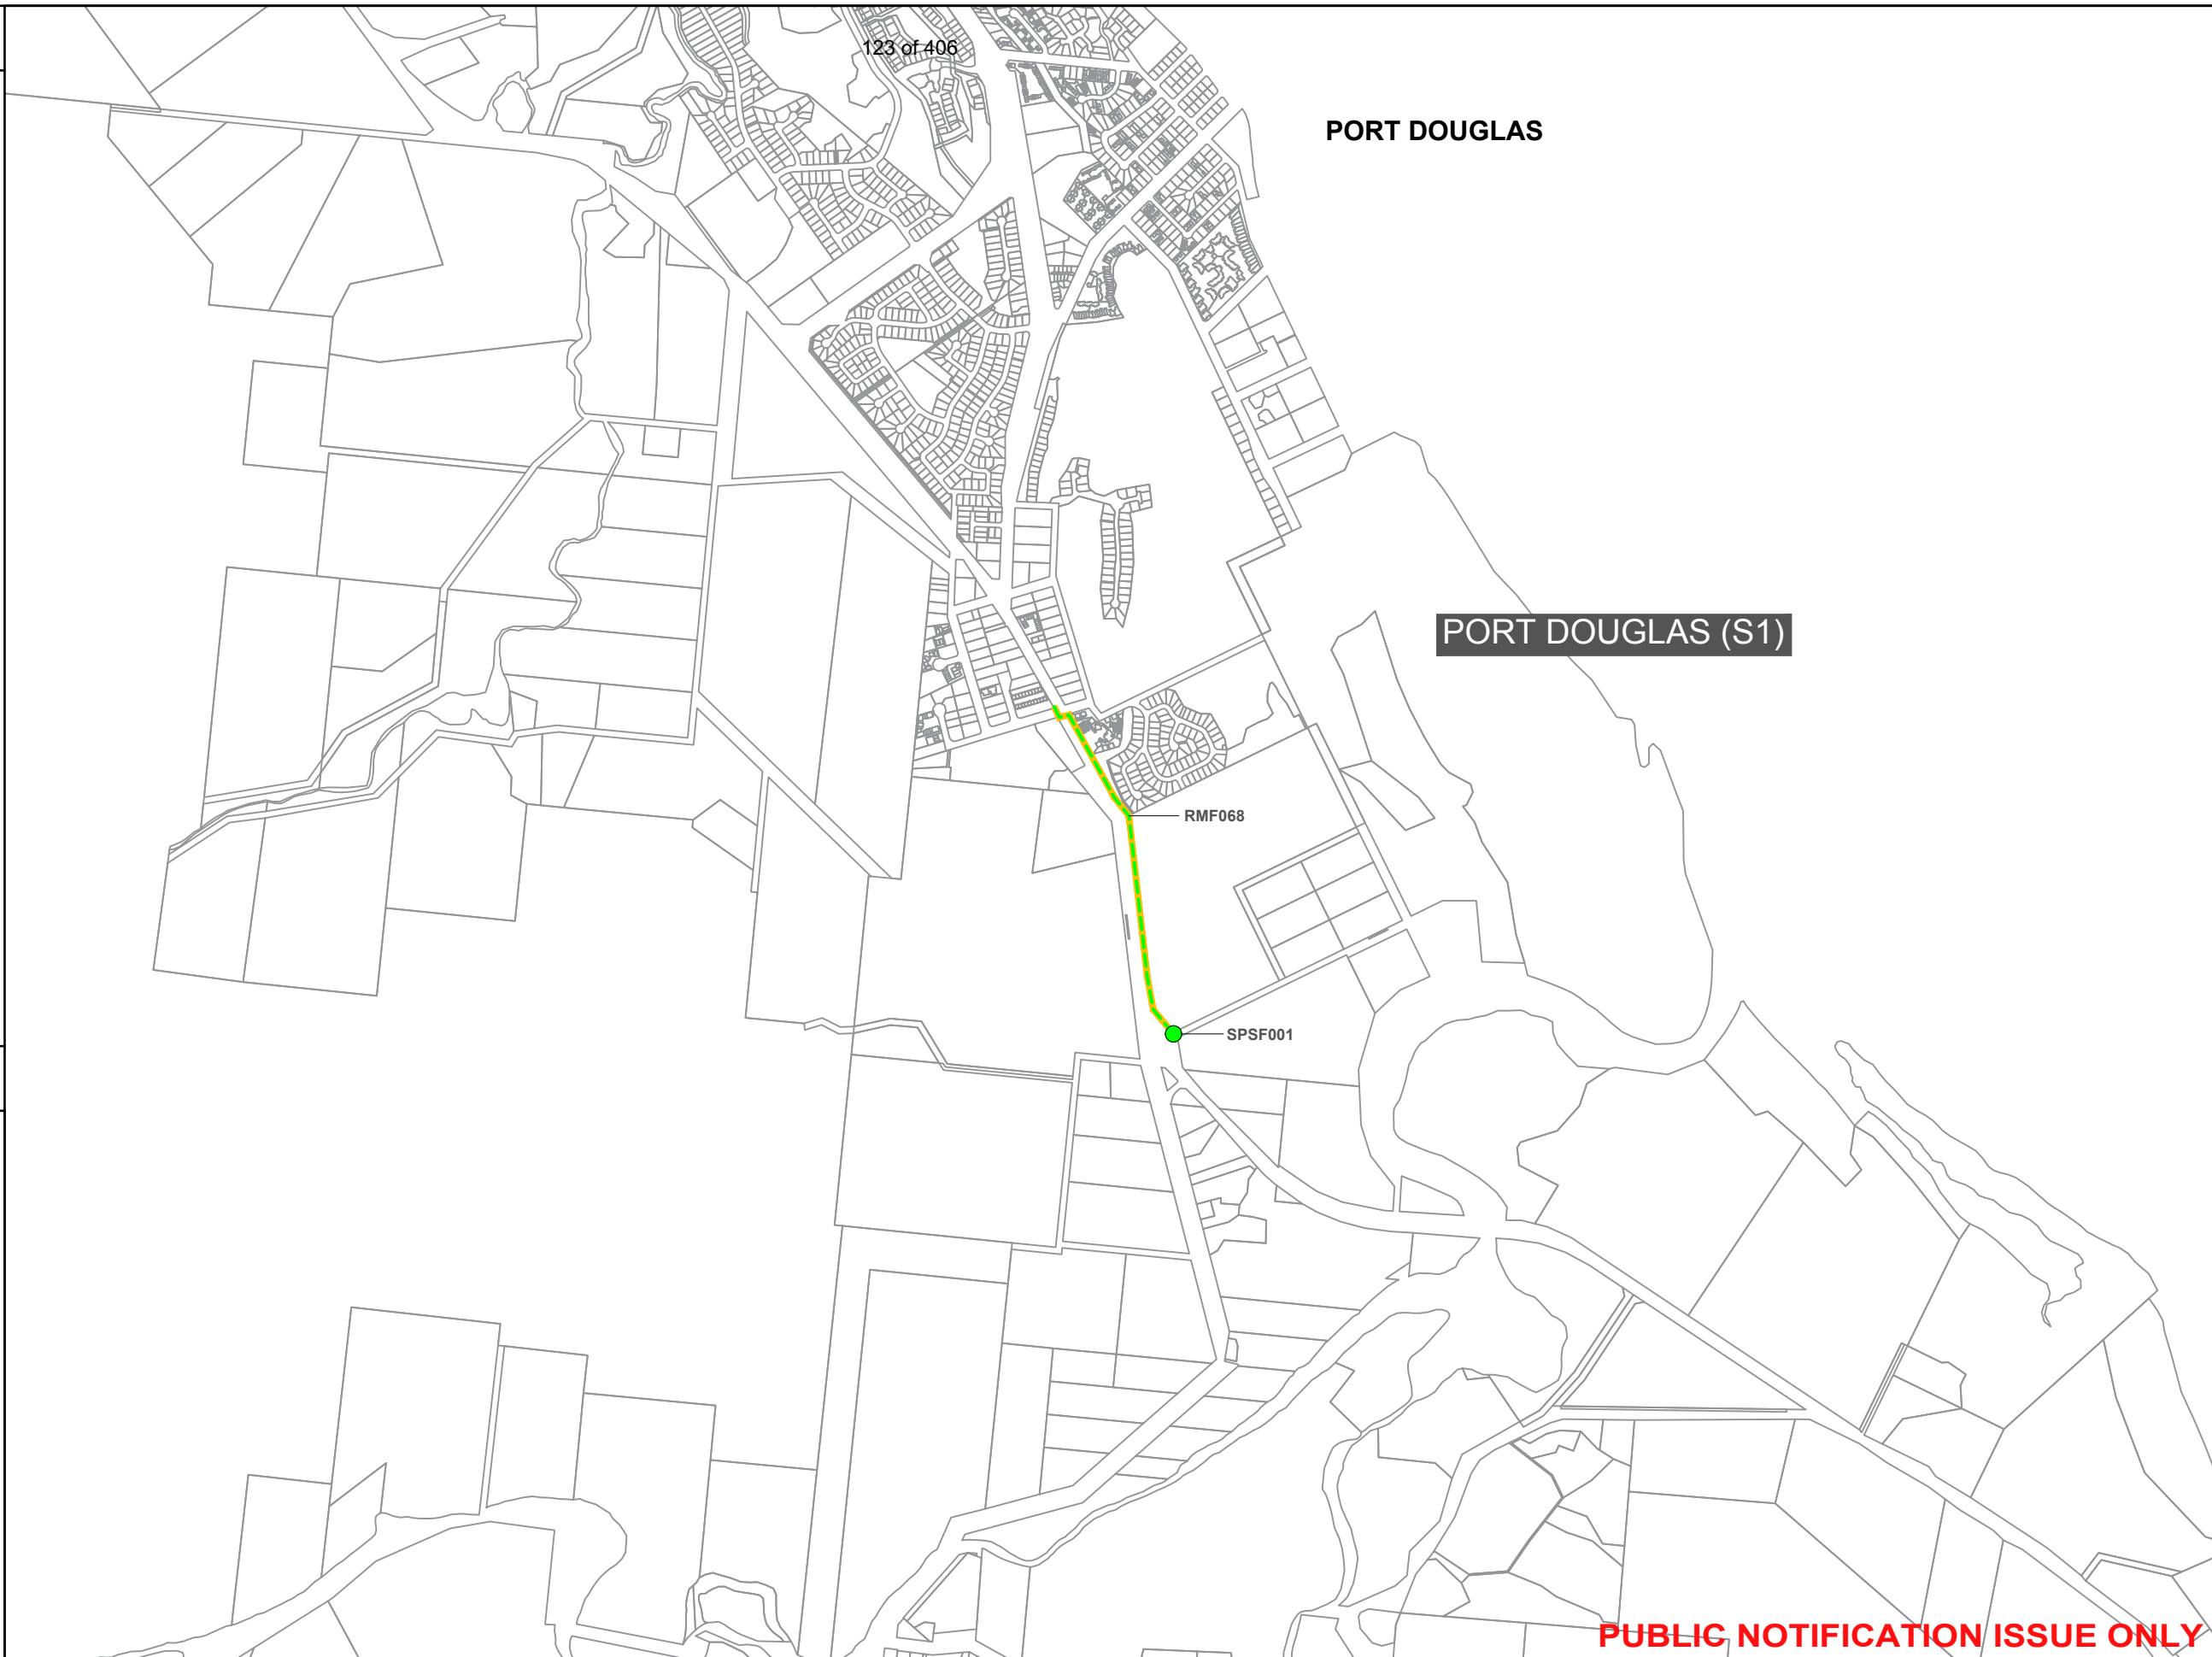 123 of 406
PORT DOUGLAS
PORT DOUGLAS (S1)
RMF068
SPSF001
PUBLIC NOTIFICATION ISSUE ONLY